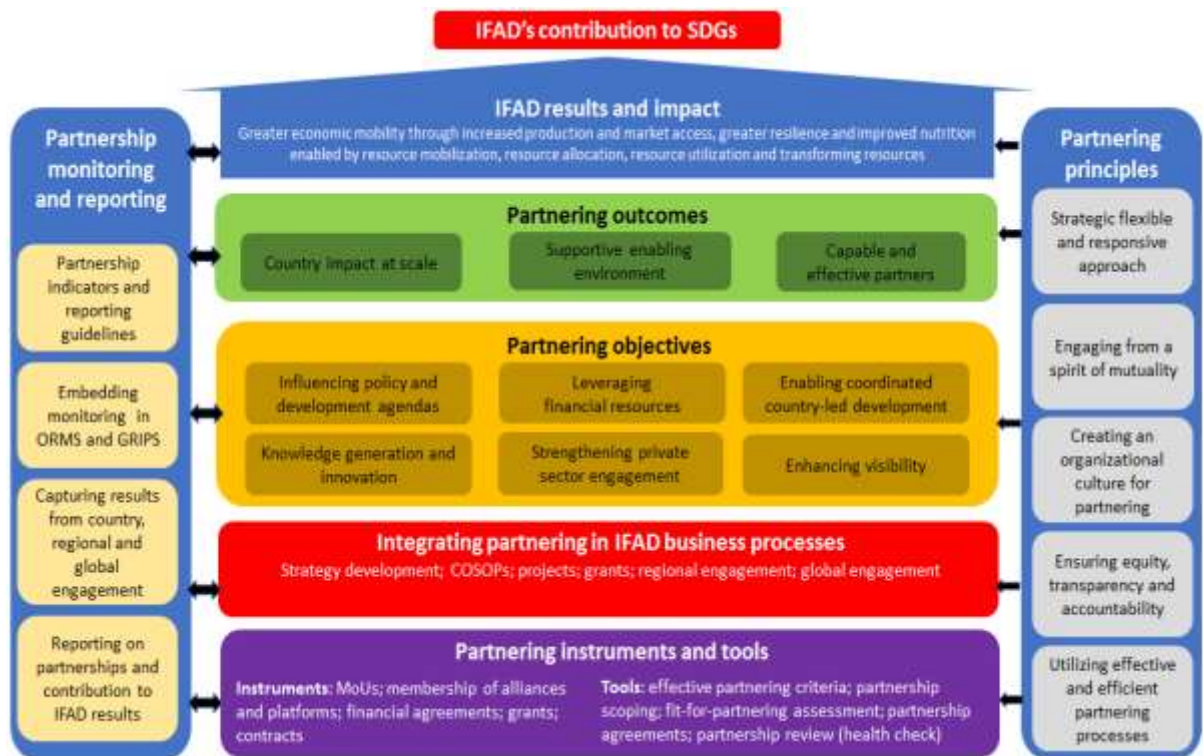 IFAD's contribution to SDGs
IFAD results and impact
Greater economic mobility through increased production and market access, greater resilience and improved nutrition
enabled by resource mobilization, resource allocation, resource utilization and transforming resources
Partnership
monitoring
and reporting
Partnership
indicators and
reporting
guidelines
Embedding
monitoring in
ORMS and GRIPS
Capturing results
from country,
regional and
global
engagement
Reporting on
partnerships and
contribution to
IFAD results
Partnering outcomes
Country impact at scale
Supportive enabling
environment
Capable and
effective partners
Partnering objectives
Influencing policy and
development agendas
Leveraging
financial resources
Enabling coordinated
country-led development
Knowledge generation and
innovation
Strengthening private
sector engagement
Enhancing visibility
Integrating partnering in IFAD business processes
Strategy development; COSOPs; projects; grants; regional engagement; global engagement
Partnering instruments and tools
Instruments: MoUs; membership of alliances
and platforms; financial agreements; grants;
contracts
Tools: effective partnering criteria; partnership
scoping; fit-for-partnering assessment; partnership
agreements; partnership review (health check)
Partnering
principles
Strategic flexible
and responsive
approach
Engaging from a
spirit of mutuality
Creating an
organizational
culture for
partnering
Ensuring equity,
transparency and
accountability
Utilizing effective
and efficient
partnering
processes